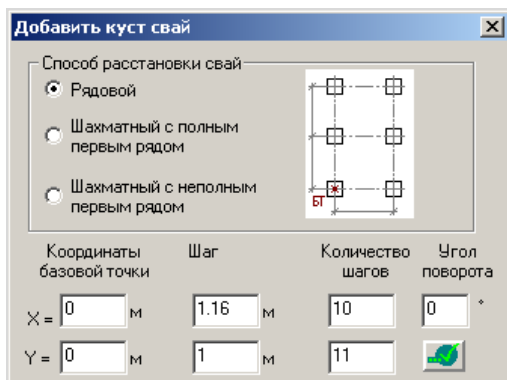 Добавить куст свай
Способ расстановки свай
Рядовой
Шахматный с полным
первым рядом
Шахматный с неполным
первым рядом
БТ
Координаты базовой точки
Шаг
Количество шагов
Угол поворота
X = 0 м 1.16 м 10 0 °
Y = 0 м 1 м 11